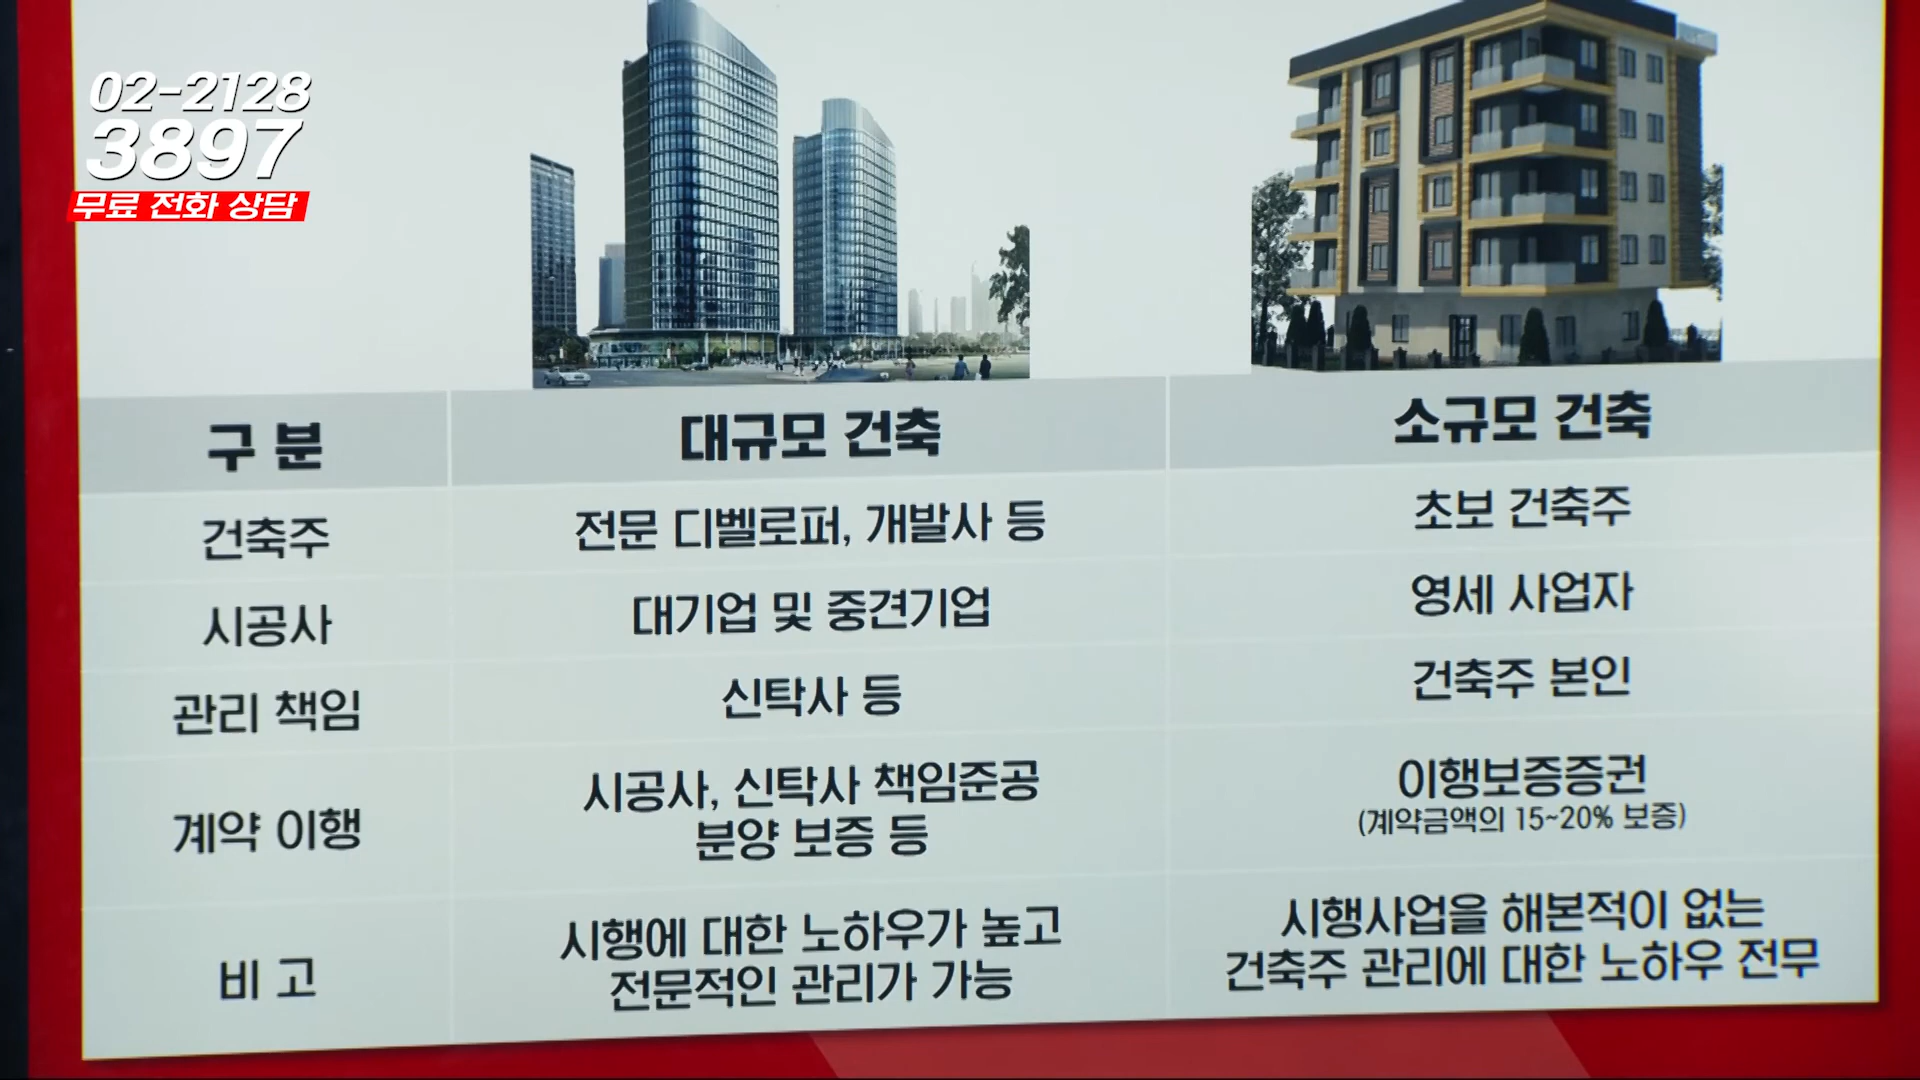 02-2128
3897
무료 전화 상담
구 분
대규모 건축
소규모 건축
건축주
전문 디벨로퍼, 개발사 등
초보 건축주
시공사
대기업 및 중견기업
영세 사업자
관리 책임
신탁사 등
건축주 본인
계약 이행
시공사, 신탁사 책임준공
분양 보증 등
이행보증증권
(계약금액의 15~20% 보증)
비 고
시행에 대한 노하우가 높고
전문적인 관리가 가능
시행사업을 해본적이 없는
건축주 관리에 대한 노하우 전무